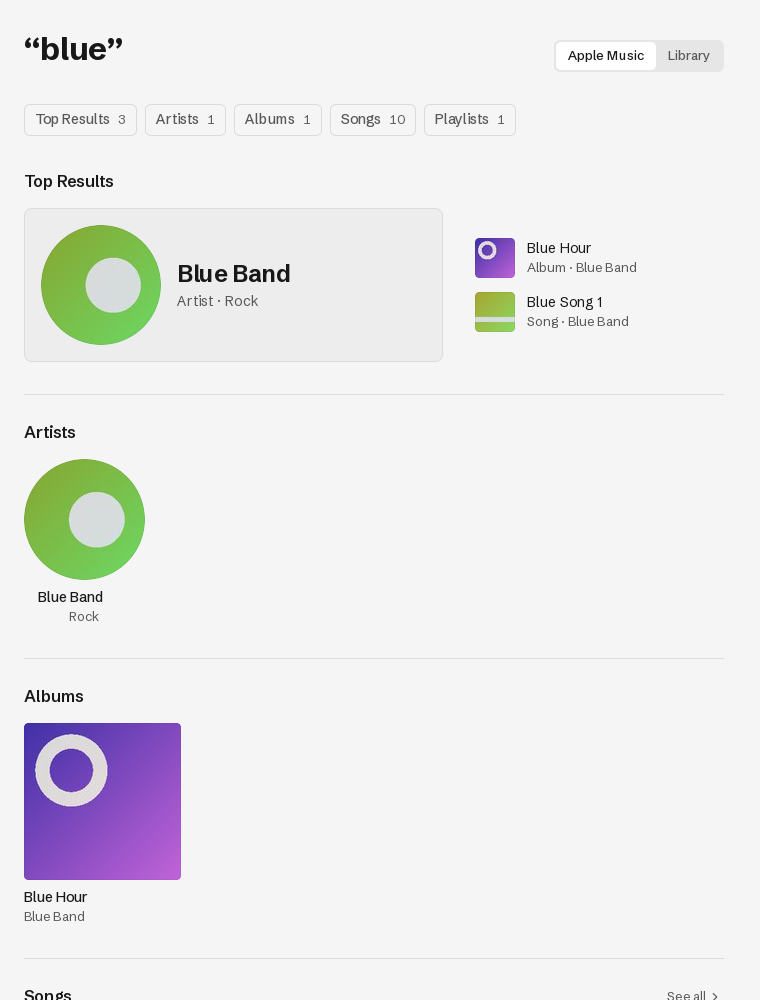 “blue”
Apple Music Library
Top Results 3 Artists 1 Albums 1 Songs 10 Playlists 1
Top Results
Blue Band
Artist · Rock
Blue Hour
Album · Blue Band
Blue Song 1
Song · Blue Band
Artists
Blue Band
Rock
Albums
Blue Hour
Blue Band
Songs See all